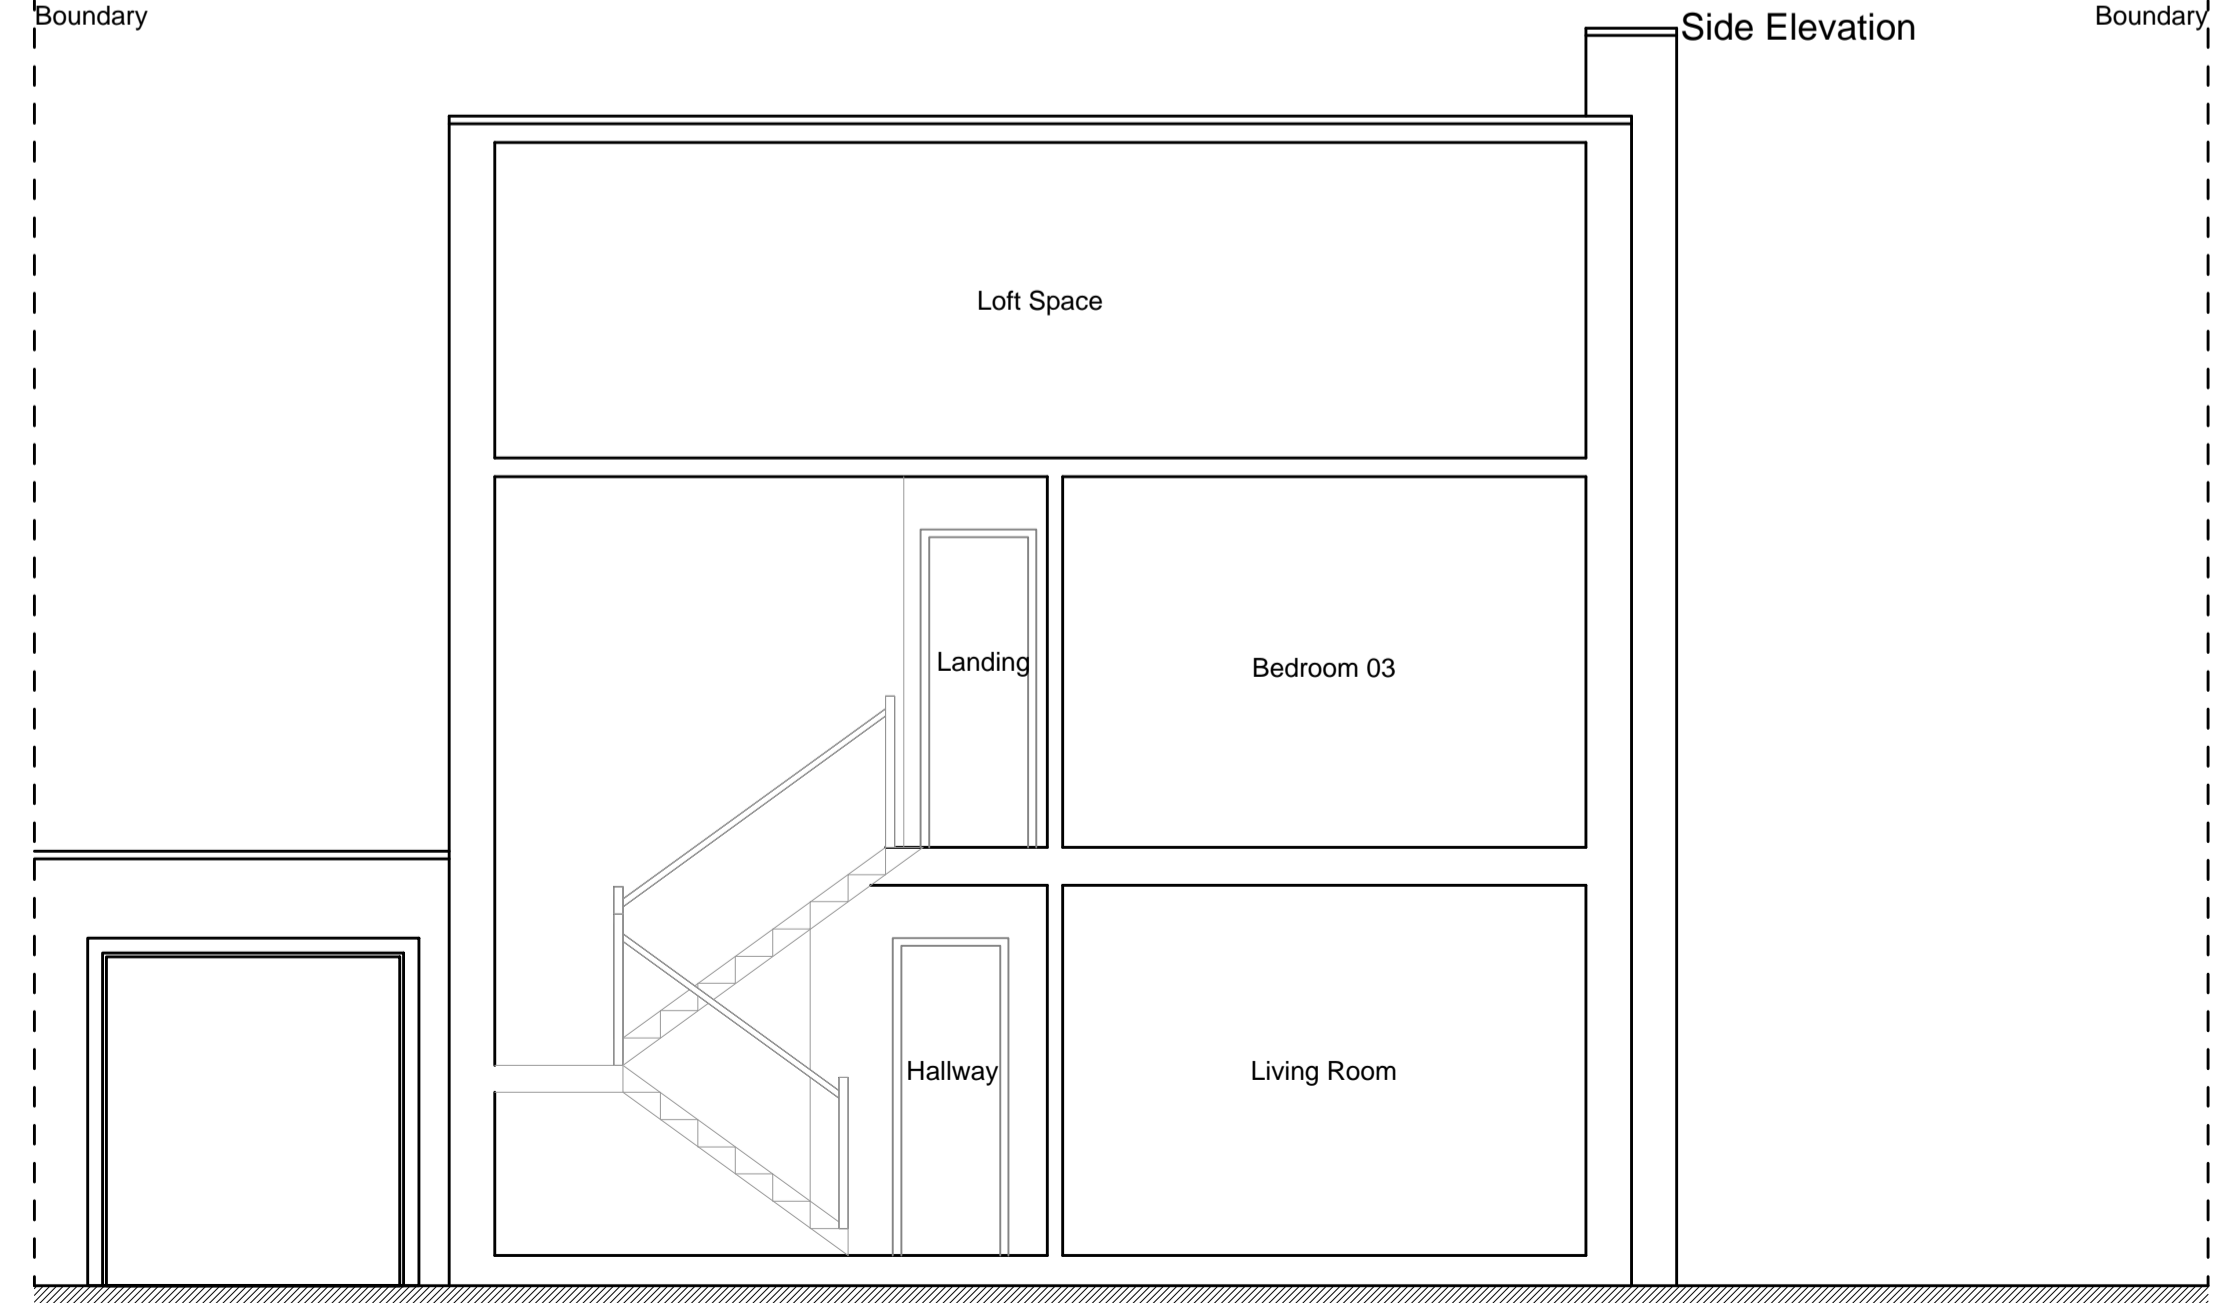 Boundary
Side Elevation
Boundary
Loft Space
Landing
Bedroom 03
Hallway
Living Room